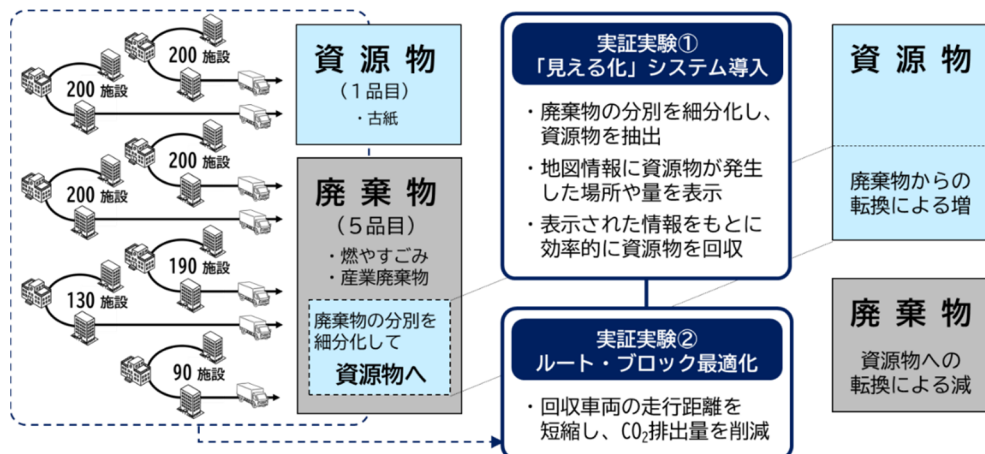 200 施設
200 施設
200 施設
200 施設
190 施設
130 施設
90 施設
資源物
（１品目）
・古紙
廃棄物
（５品目）
・燃やすごみ
・産業廃棄物
廃棄物の分別を
細分化して
資源物へ
実証実験①
「見える化」システム導入
・廃棄物の分別を細分化し、
資源物を抽出
・地図情報に資源物が発生
した場所や量を表示
・表示された情報をもとに
効率的に資源物を回収
実証実験②
ルート・ブロック最適化
・回収車両の走行距離を
短縮し、CO₂排出量を削減
資源物
廃棄物からの
転換による増
廃棄物
資源物への
転換による減